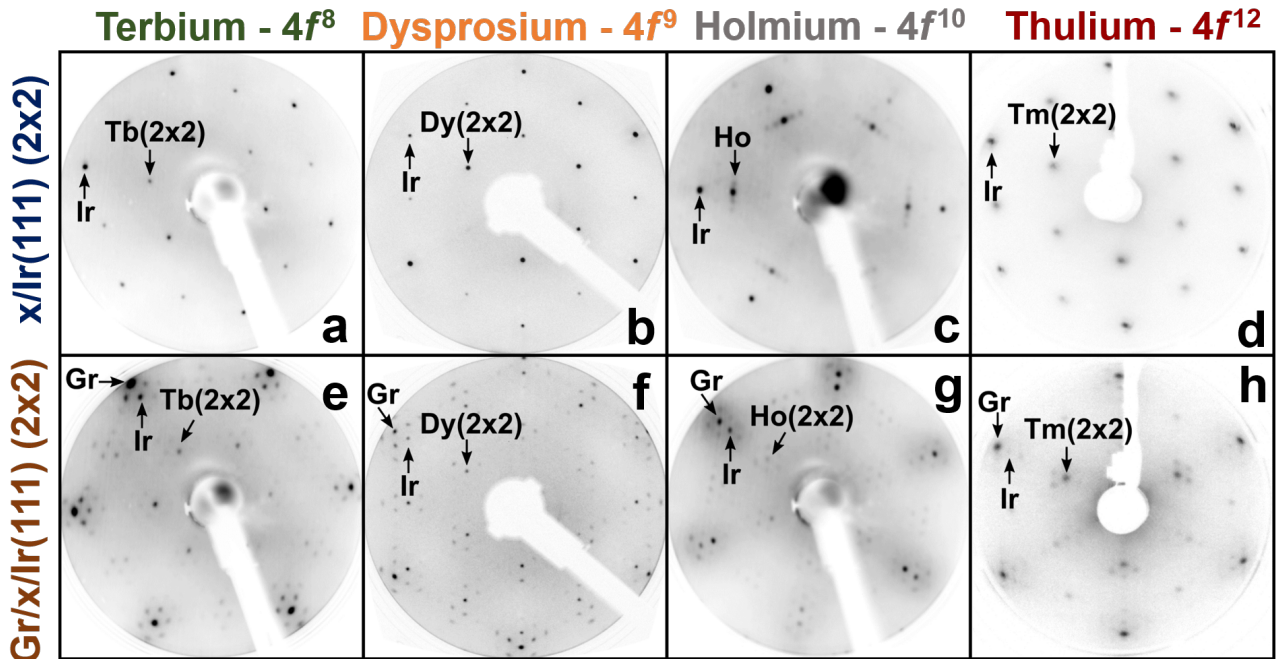 Terbium - 4f⁸
Dysprosium - 4f⁹
Holmium - 4f¹⁰
Thulium - 4f¹²
x/Ir(111) (2x2)
Tb(2x2)
Ir
a
Dy(2x2)
Ir
b
Ho
Ir
c
Tm(2x2)
Ir
d
Gr/x/Ir(111) (2x2)
Gr
Tb(2x2)
Ir
e
Gr
Dy(2x2)
Ir
f
Gr
Ho(2x2)
Ir
g
Gr
Tm(2x2)
Ir
h